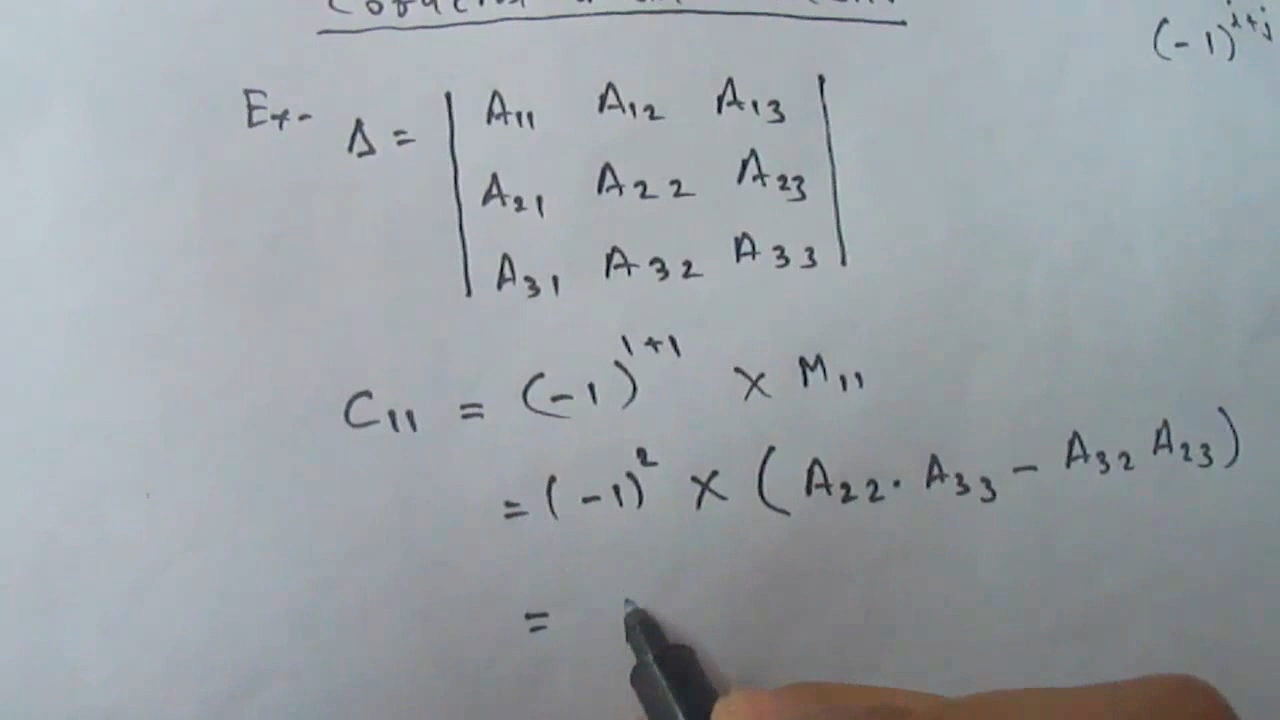 (-1)^{i+j}
Ex- Δ = | A₁₁ A₁₂ A₁₃ |
| A₂₁ A₂₂ A₂₃ |
| A₃₁ A₃₂ A₃₃ |
C₁₁ = (-1)^{1+1} × M₁₁
= (-1)² × (A₂₂ . A₃₃ - A₃₂ A₂₃)
=